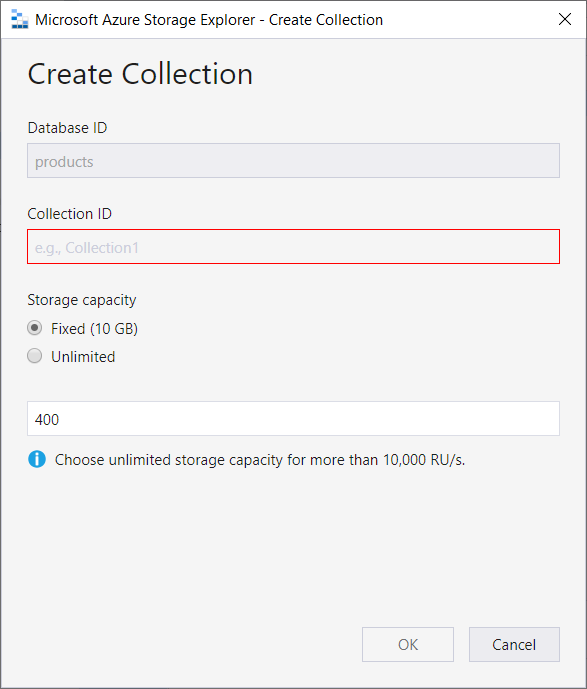 Microsoft Azure Storage Explorer - Create Collection
Create Collection
Database ID
products
Collection ID
e.g., Collection1
Storage capacity
Fixed (10 GB)
Unlimited
400
Choose unlimited storage capacity for more than 10,000 RU/s.
OK
Cancel